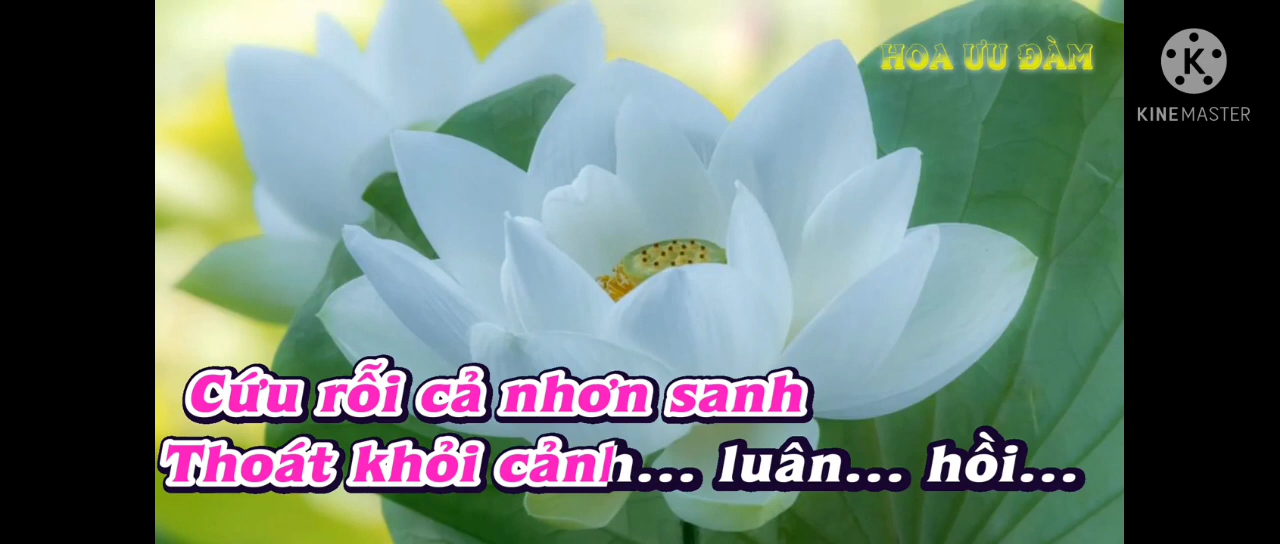 HOA ƯU ĐÀM
KINEMASTER
Cứu rỗi cả nhơn sanh
Thoát khỏi cảnh... luân... hồi...